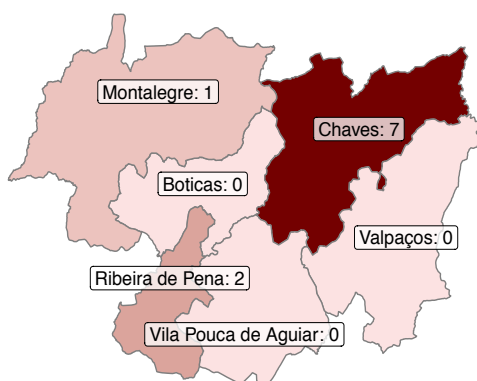 Montalegre: 1
Chaves: 7
Boticas: 0
Valpaços: 0
Ribeira de Pena: 2
Vila Pouca de Aguiar: 0